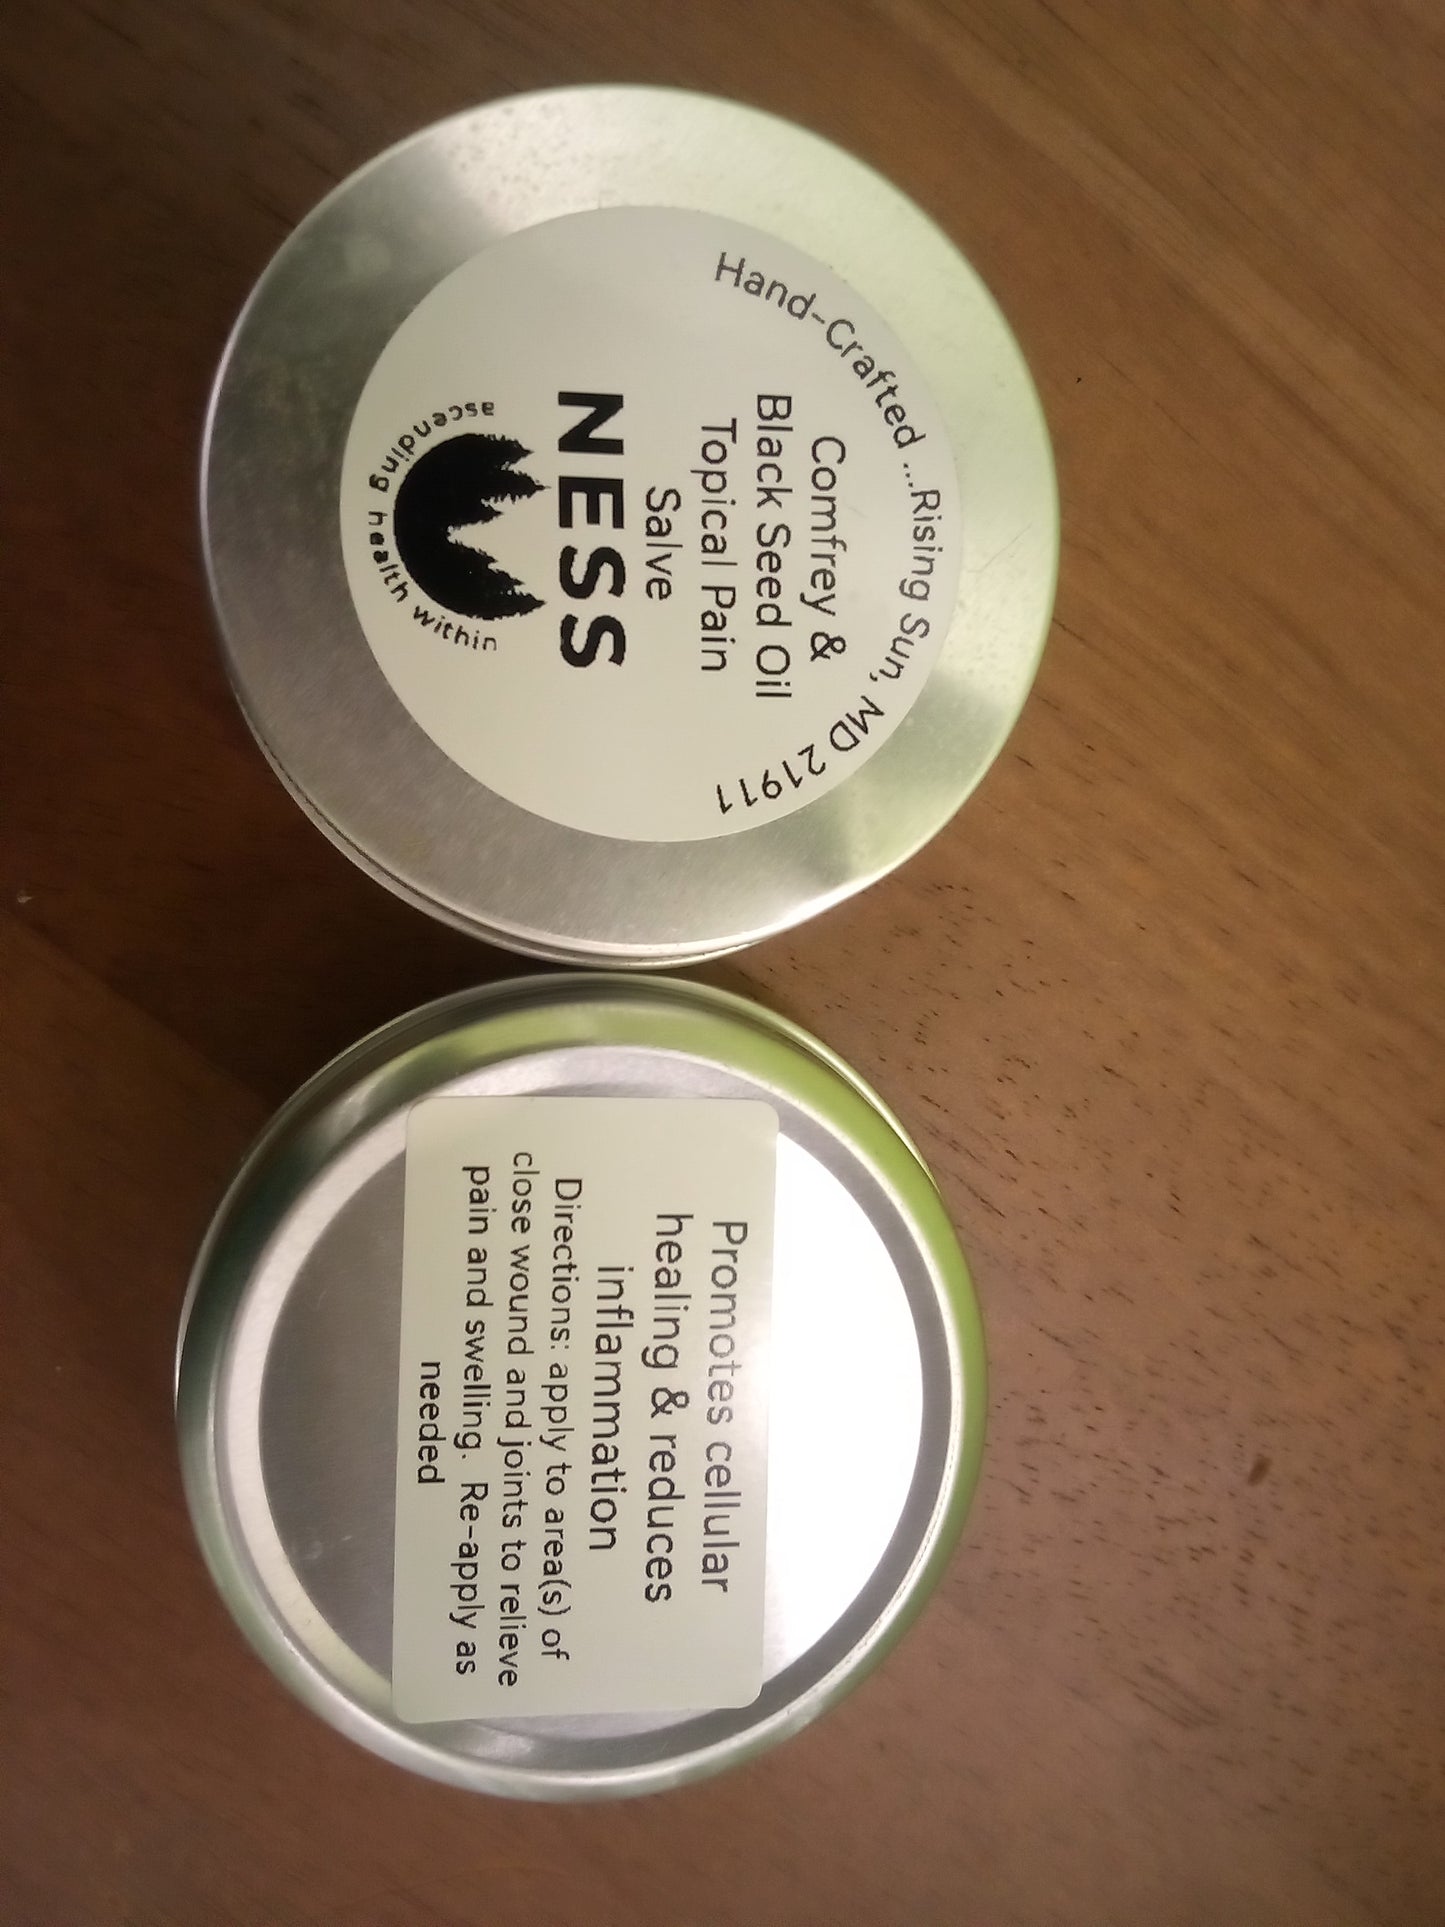 Hand-Crafted ...Rising Sun, MD 21911
Comfrey &
Black Seed Oil
Topical Pain
Salve
NESS
ascending health within
Promotes cellular
healing & reduces
inflammation
Directions: apply to area(s) of
close wound and joints to relieve
pain and swelling. Re-apply as
needed